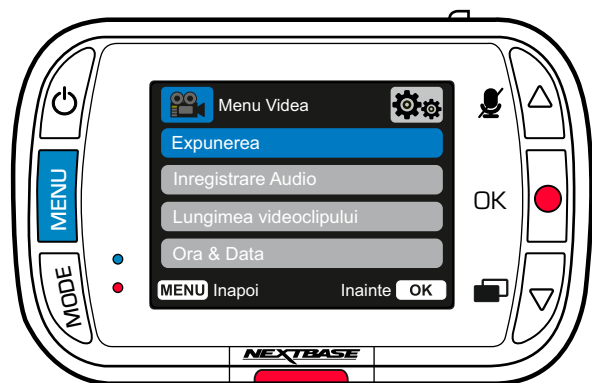 Menu Videa
Expunerea
Inregistrare Audio
Lungimea videoclipului
Ora & Data
MENU Inapoi Inainte OK
MENU
MODE
OK
NEXTBASE